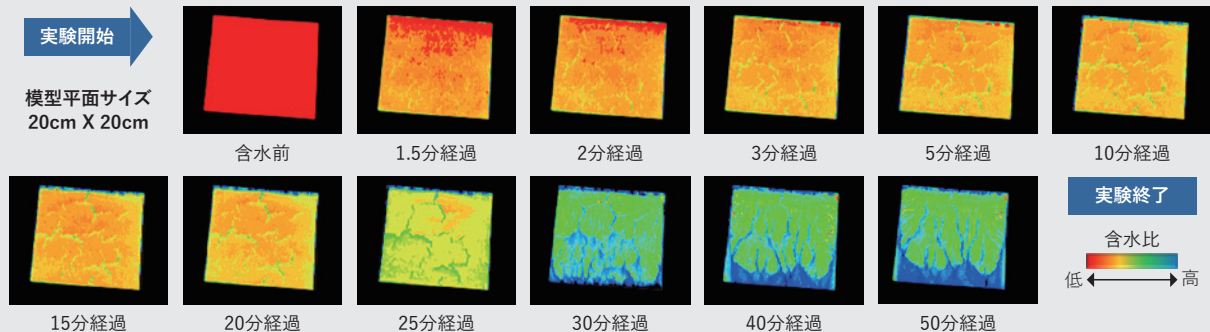 実験開始
模型平面サイズ
20cm X 20cm
含水前
1.5分経過
2分経過
3分経過
5分経過
10分経過
15分経過
20分経過
25分経過
30分経過
40分経過
50分経過
実験終了
含水比
低
高